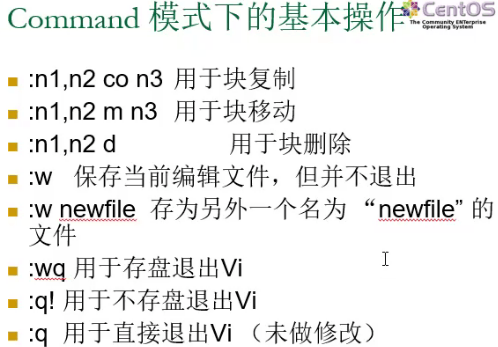 Command 模式下的基本操作
CentOS
The Community ENTerprise
Operating System
:n1,n2 co n3 用于块复制
:n1,n2 m n3 用于块移动
:n1,n2 d 用于块删除
:w 保存当前编辑文件，但并不退出
:w newfile 存为另外一个名为 “newfile” 的
文件
:wq 用于存盘退出Vi
:q! 用于不存盘退出Vi
:q 用于直接退出Vi （未做修改）